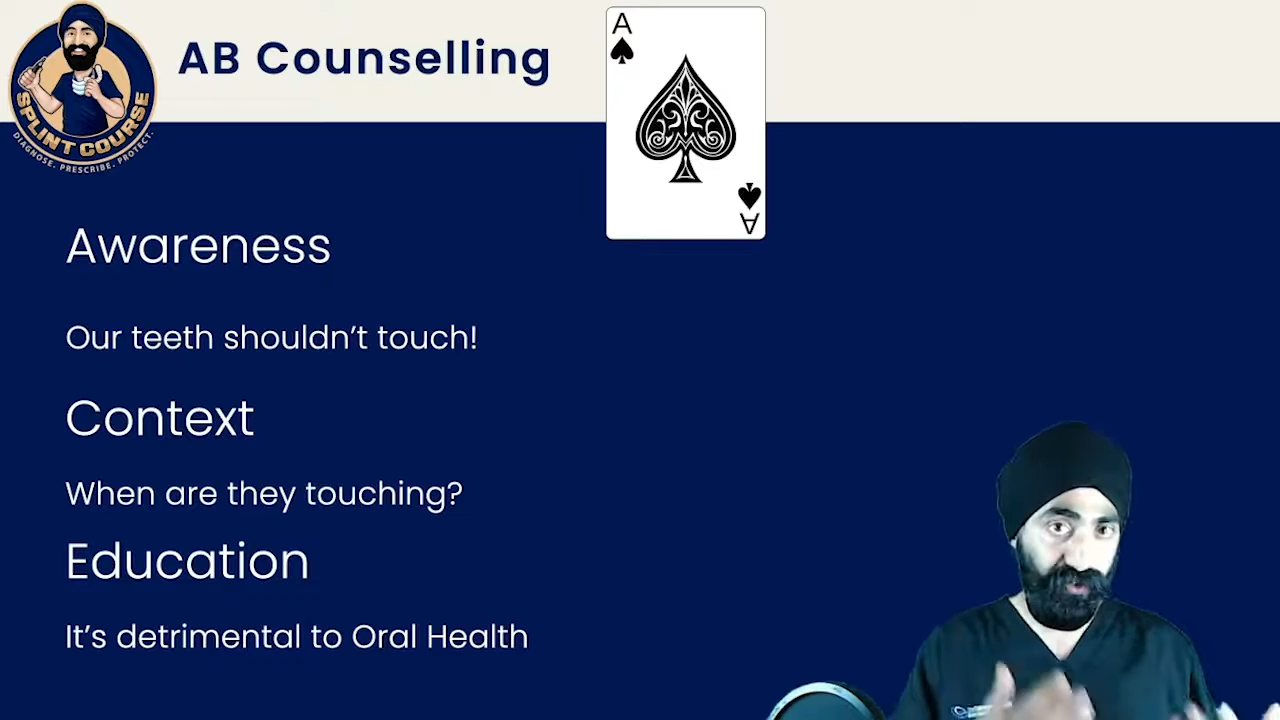 AB Counselling
A
A
SPLINT COURSE
DIAGNOSE. PRESCRIBE. PROTECT.
Awareness
Our teeth shouldn't touch!
Context
When are they touching?
Education
It's detrimental to Oral Health